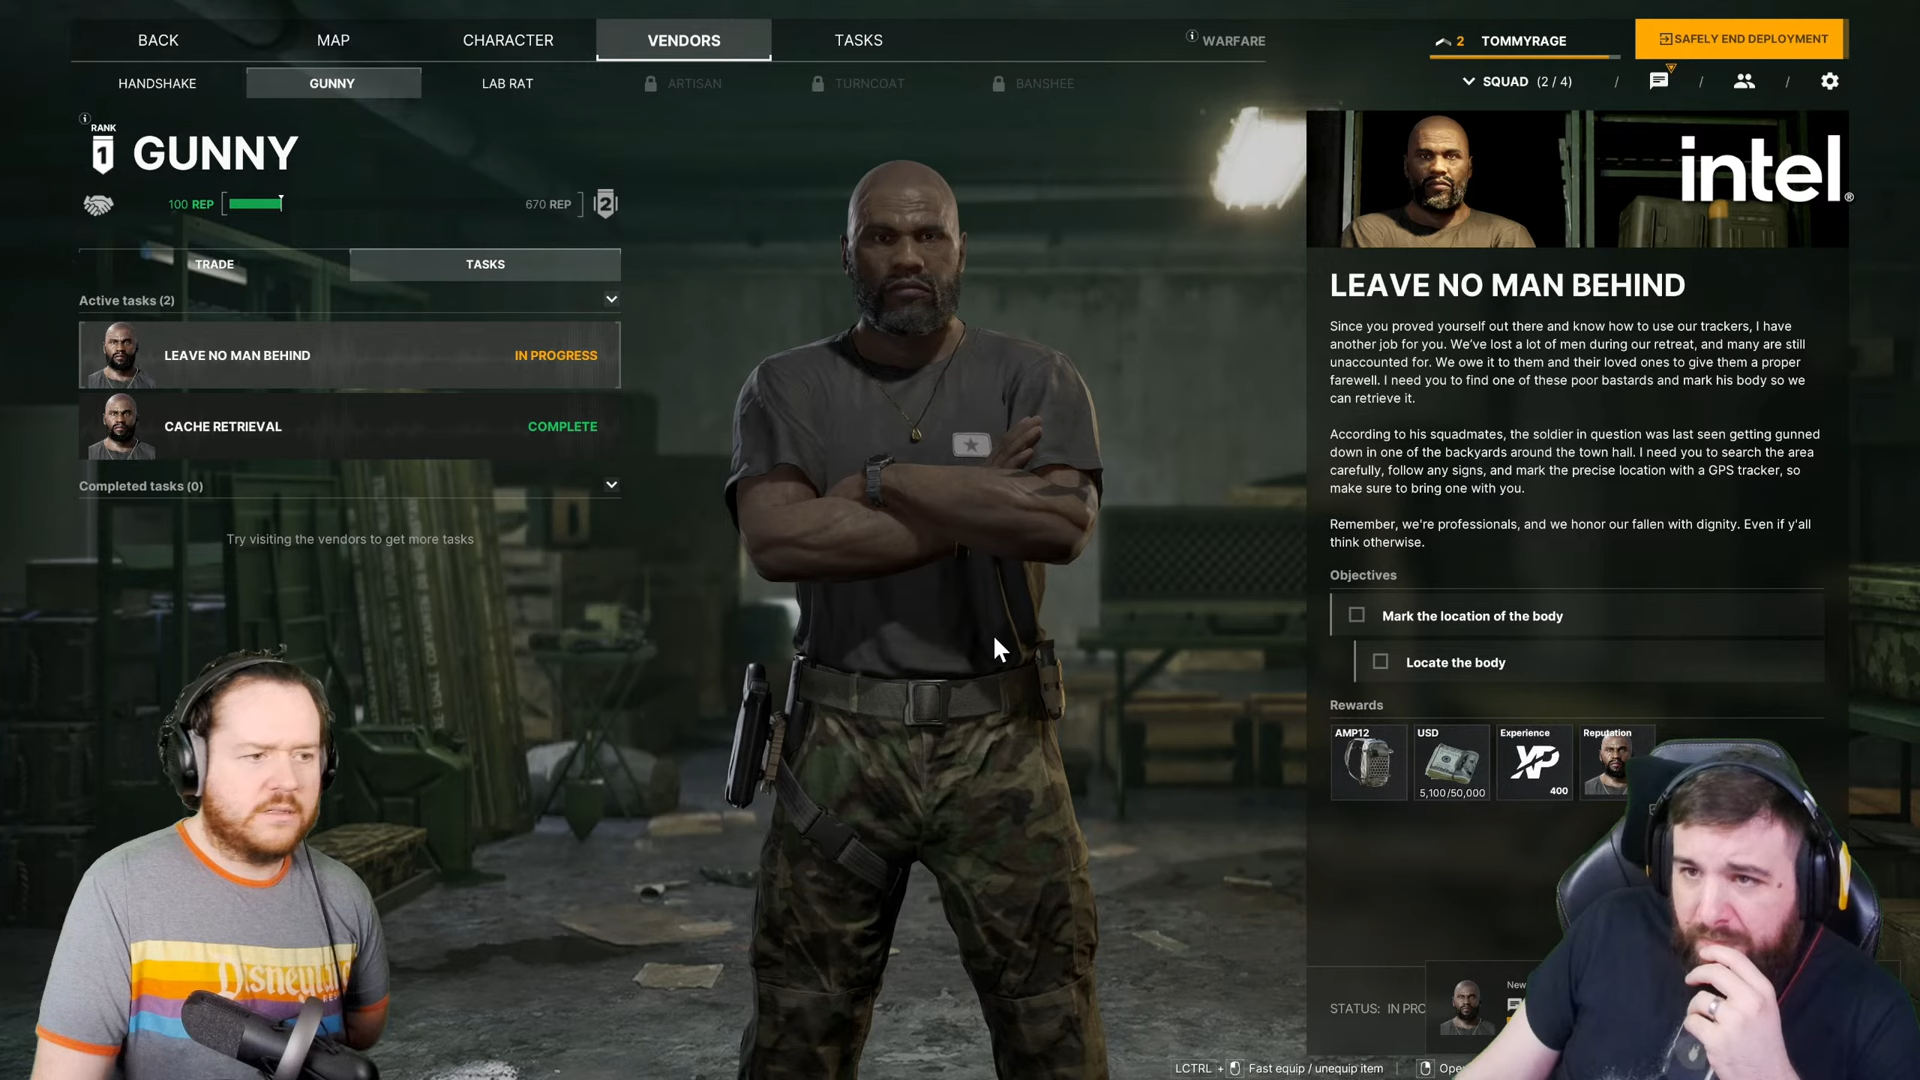 BACK
MAP
CHARACTER
VENDORS
TASKS
WARFARE
2 TOMMYRAGE
SAFELY END DEPLOYMENT
HANDSHAKE
GUNNY
LAB RAT
ARTISAN
TURNCOAT
BANSHEE
SQUAD (2 / 4)
RANK
1
GUNNY
100 REP
670 REP
2
TRADE
TASKS
Active tasks (2)
LEAVE NO MAN BEHIND
IN PROGRESS
CACHE RETRIEVAL
COMPLETE
Completed tasks (0)
Try visiting the vendors to get more tasks
intel®
LEAVE NO MAN BEHIND
Since you proved yourself out there and know how to use our trackers, I have
another job for you. We've lost a lot of men during our retreat, and many are still
unaccounted for. We owe it to them and their loved ones to give them a proper
farewell. I need you to find one of these poor bastards and mark his body so we
can retrieve it.
According to his squadmates, the soldier in question was last seen getting gunned
down in one of the backyards around the town hall. I need you to search the area
carefully, follow any signs, and mark the precise location with a GPS tracker, so
make sure to bring one with you.
Remember, we're professionals, and we honor our fallen with dignity. Even if y'all
think otherwise.
Objectives
Mark the location of the body
Locate the body
Rewards
AMP12
USD
5,100/50,000
Experience
XP
400
Reputation
STATUS: IN PRO
New
LCTRL + Fast equip / unequip item